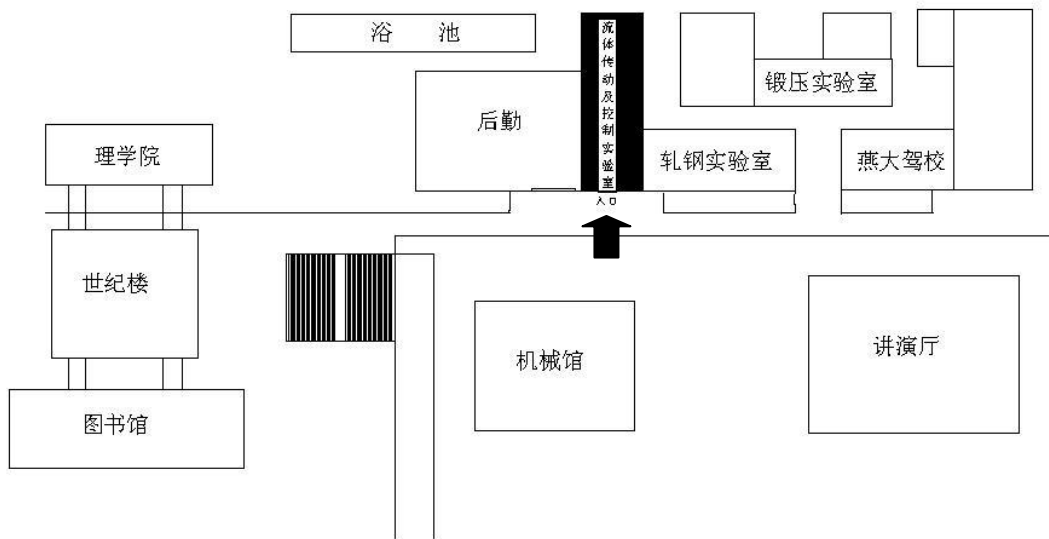 浴 池
流体传动及控制实验室
锻压实验室
后勤
理学院
轧钢实验室
燕大驾校
入口
世纪楼
机械馆
讲演厅
图书馆